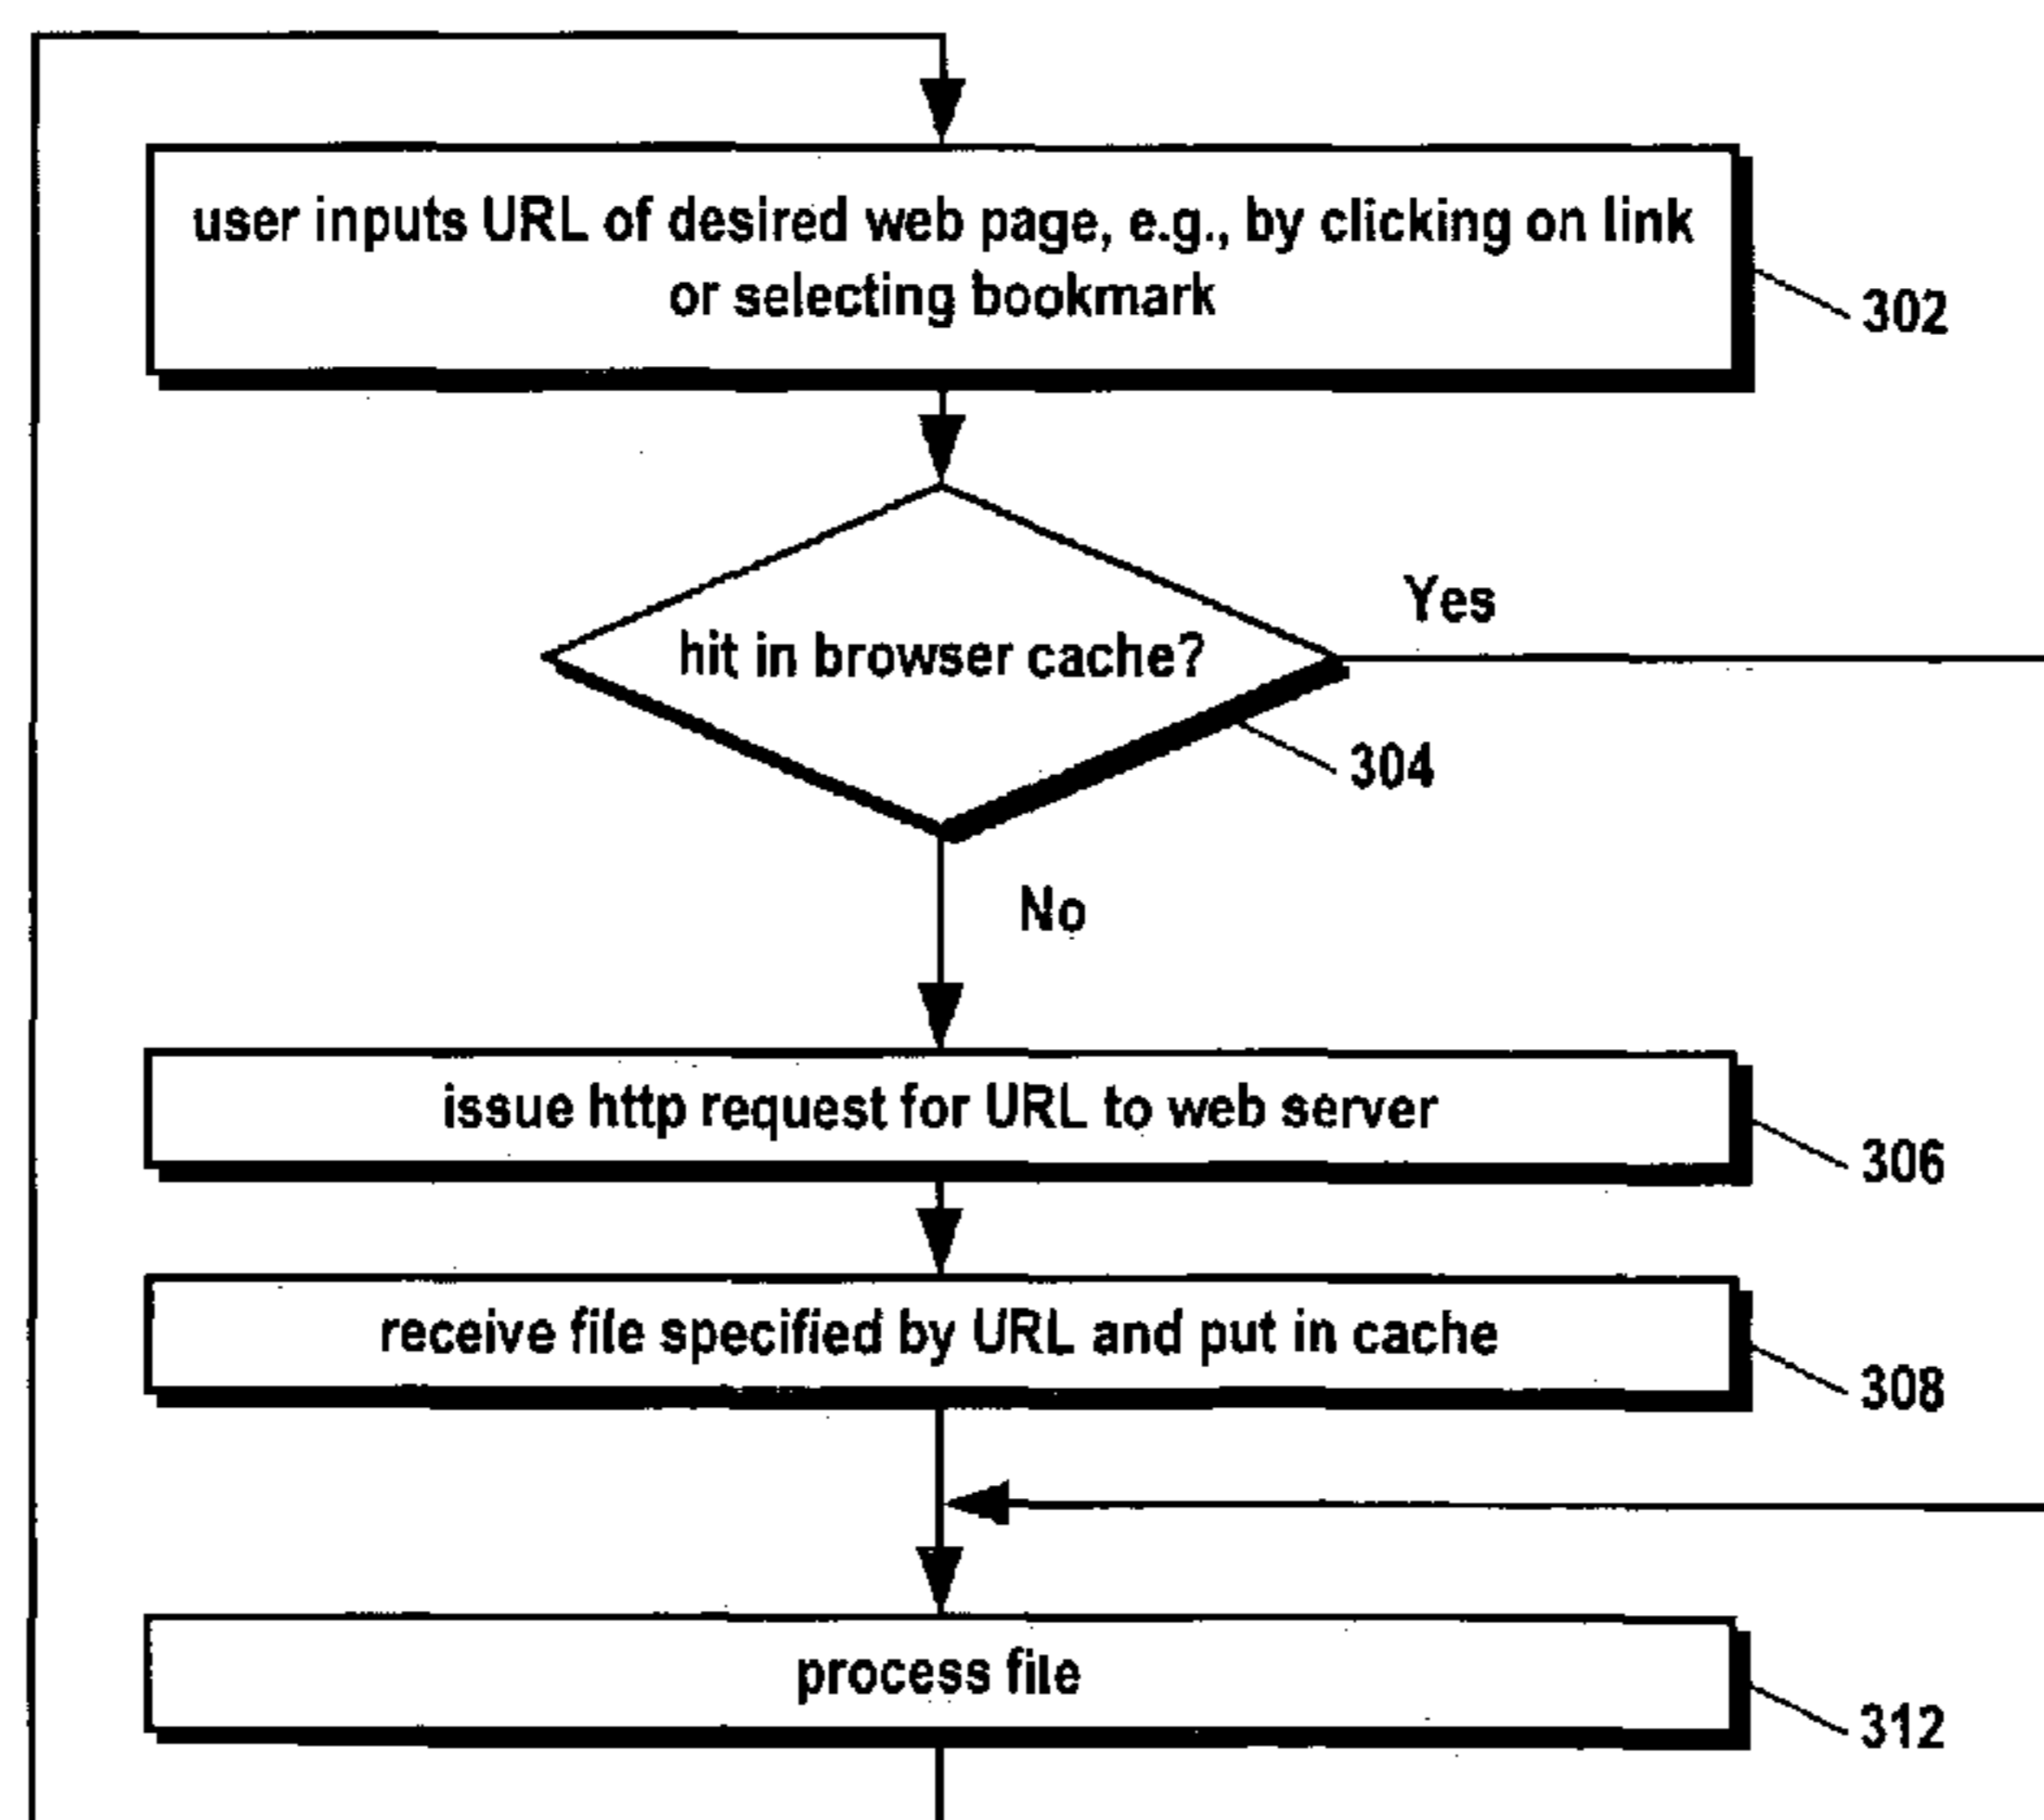 user inputs URL of desired web page, e.g., by clicking on link
or selecting bookmark
302
hit in browser cache?
Yes
304
No
issue http request for URL to web server
306
receive file specified by URL and put in cache
308
process file
312